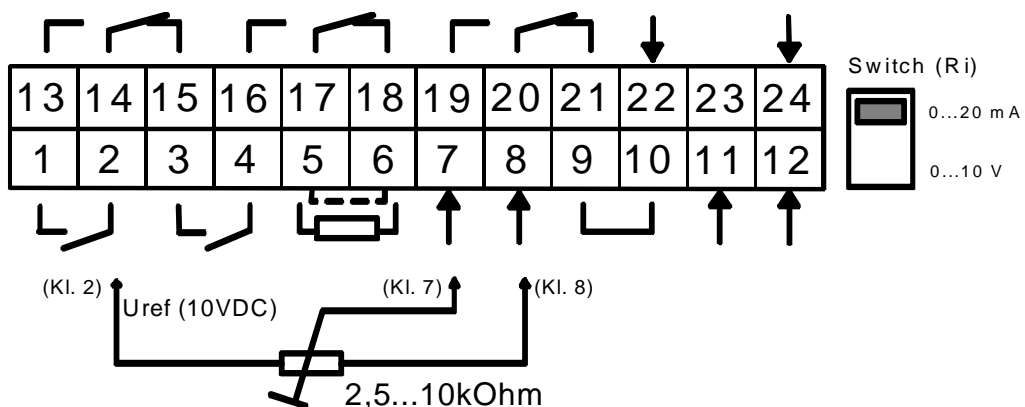 Switch (Ri)
13 14 15 16 17 18 19 20 21 22 23 24
0...20 mA
1 2 3 4 5 6 7 8 9 10 11 12
0...10 V
(Kl. 2) (Kl. 7) (Kl. 8)
Uref (10VDC)
2,5...10kOhm